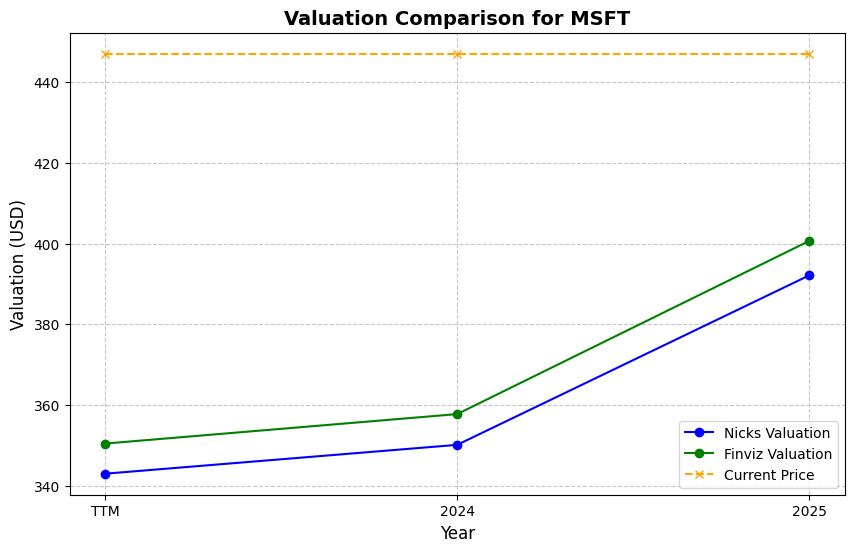 Valuation Comparison for MSFT
Valuation (USD)
440
420
400
380
360
340
TTM
2024
2025
Year
Nicks Valuation
Finviz Valuation
Current Price